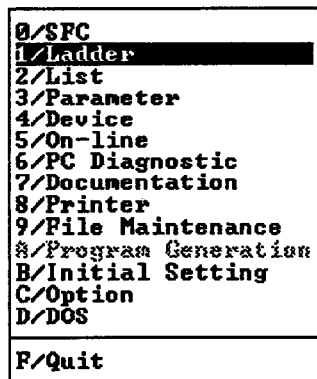 0/SFC
1/Ladder
2/List
3/Parameter
4/Device
5/On-line
6/PC Diagnostic
7/Documentation
8/Printer
9/File Maintenance
A/Program Generation
B/Initial Setting
C/Option
D/DOS
F/Quit